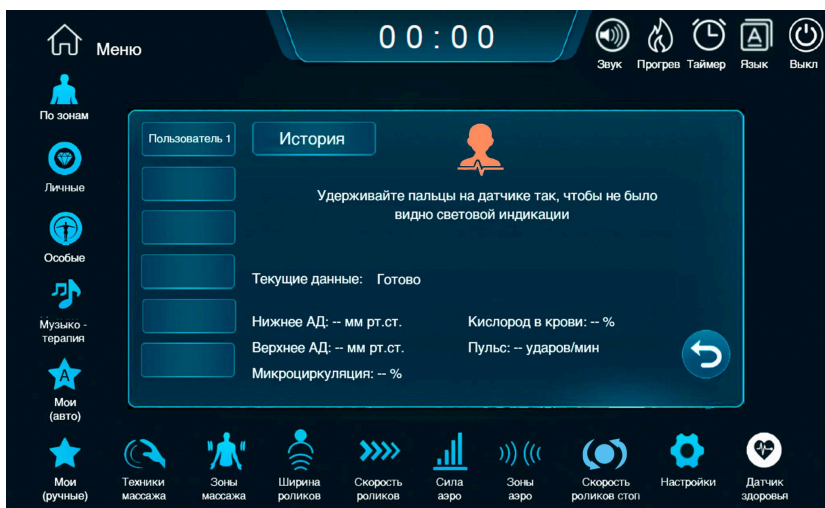 Меню
00:00
Звук
Прогрев
Таймер
Язык
Выкл
По зонам
Личные
Особые
Музыко -
терапия
Мои
(авто)
Мои
(ручные)
Пользователь 1
История
Удерживайте пальцы на датчике так, чтобы не было
видно световой индикации
Текущие данные: Готово
Нижнее АД: -- мм рт.ст.
Кислород в крови: -- %
Верхнее АД: -- мм рт.ст.
Пульс: -- ударов/мин
Микроциркуляция: -- %
Техники
массажа
Зоны
массажа
Ширина
роликов
Скорость
роликов
Сила
аэро
Зоны
аэро
Скорость
роликов стоп
Настройки
Датчик
здоровья